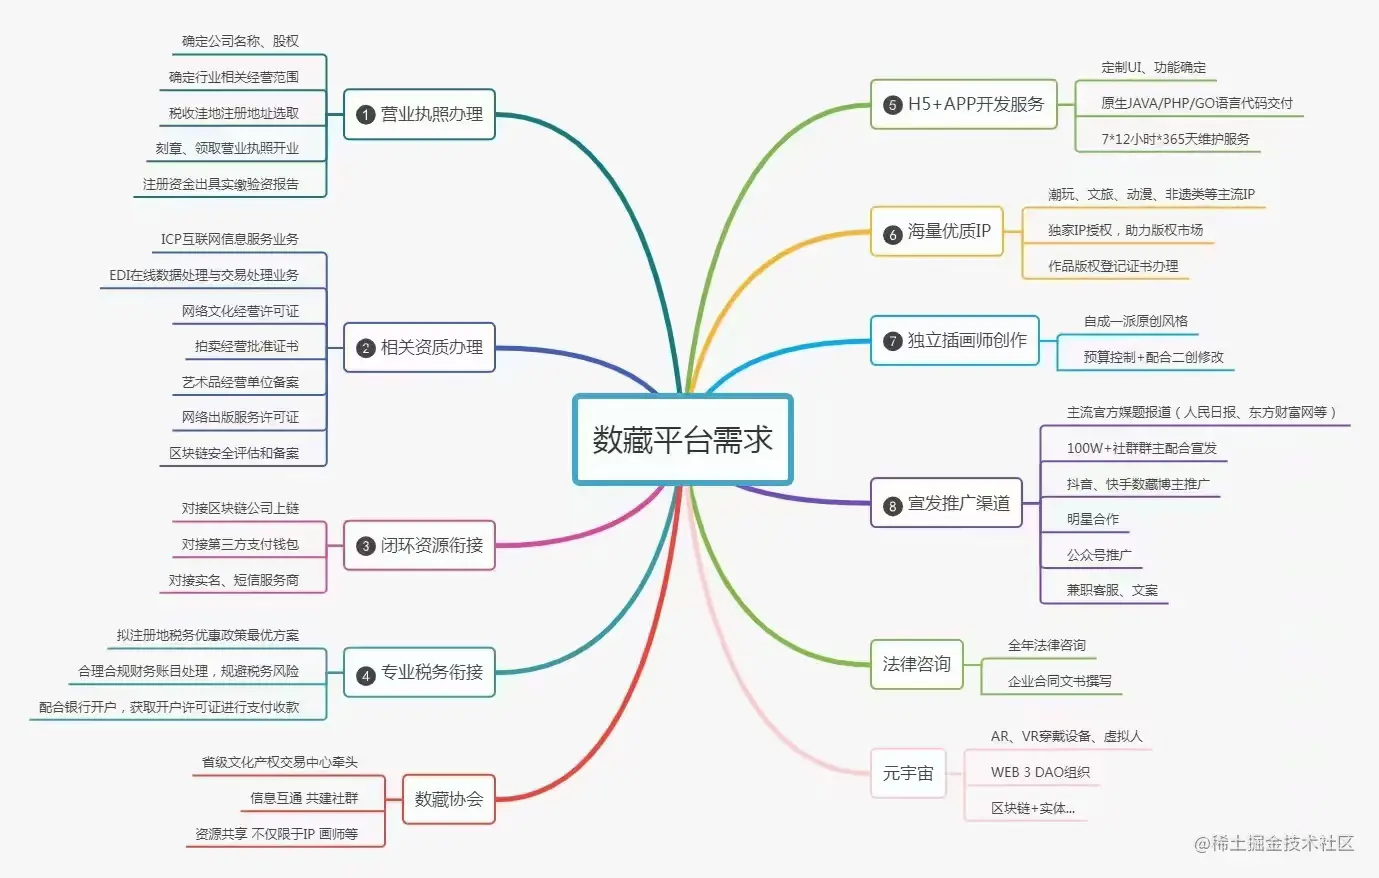 数藏平台需求
1 营业执照办理
确定公司名称、股权
确定行业相关经营范围
税收洼地注册地址选取
刻章、领取营业执照开业
注册资金出具实缴验资报告
2 相关资质办理
ICP互联网信息服务业务
EDI在线数据处理与交易处理业务
网络文化经营许可证
拍卖经营批准证书
艺术品经营单位备案
网络出版服务许可证
区块链安全评估和备案
3 闭环资源衔接
对接区块链公司上链
对接第三方支付钱包
对接实名、短信服务商
4 专业税务衔接
拟注册地税务优惠政策最优方案
合理合规财务账目处理，规避税务风险
配合银行开户，获取开户许可证进行支付收款
数藏协会
省级文化产权交易中心牵头
信息互通 共建社群
资源共享 不仅限于IP 画师等
5 H5+APP开发服务
定制UI、功能确定
原生JAVA/PHP/GO语言代码交付
7*12小时*365天维护服务
6 海量优质IP
潮玩、文旅、动漫、非遗类等主流IP
独家IP授权，助力版权市场
作品版权登记证书办理
7 独立插画师创作
自成一派原创风格
预算控制+配合二创修改
8 宣发推广渠道
主流官方媒题报道（人民日报、东方财富网等）
100W+社群群主配合宣发
抖音、快手数藏博主推广
明星合作
公众号推广
兼职客服、文案
法律咨询
全年法律咨询
企业合同文书撰写
元宇宙
AR、VR穿戴设备、虚拟人
WEB 3 DAO组织
区块链+实体...
@稀土掘金技术社区